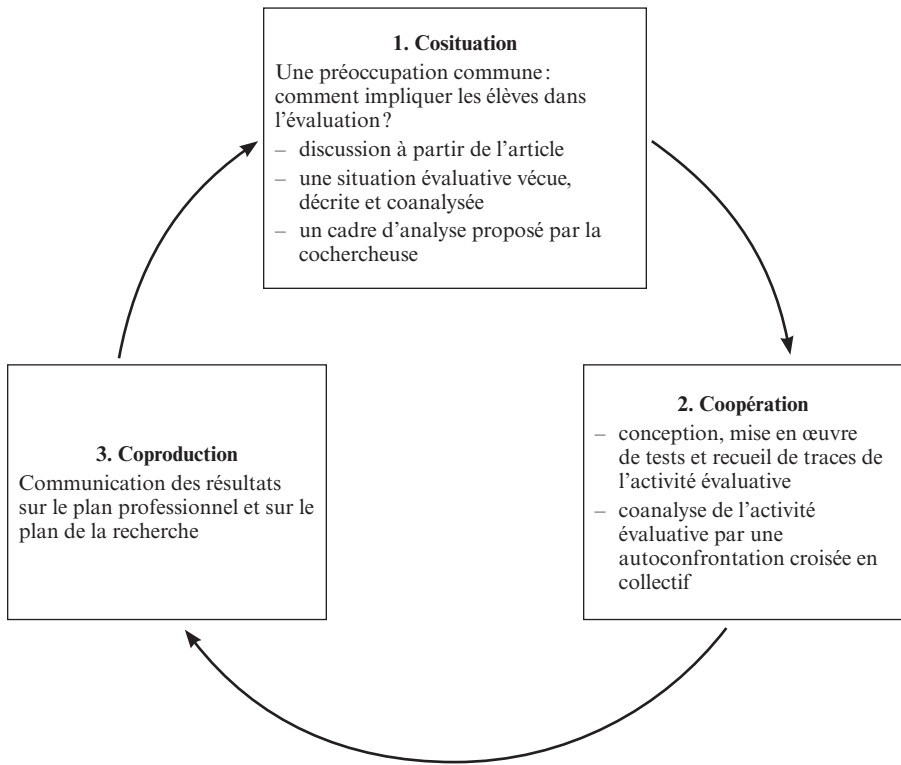 1. Cosituation
Une préoccupation commune :
comment impliquer les élèves dans
l’évaluation ?
– discussion à partir de l’article
– une situation évaluative vécue,
décrite et coanalysée
– un cadre d’analyse proposé par la
cochercheuse
2. Coopération
– conception, mise en œuvre
de tests et recueil de traces de
l’activité évaluative
– coanalyse de l’activité
évaluative par une
autoconfrontation croisée en
collectif
3. Coproduction
Communication des résultats
sur le plan professionnel et sur le
plan de la recherche